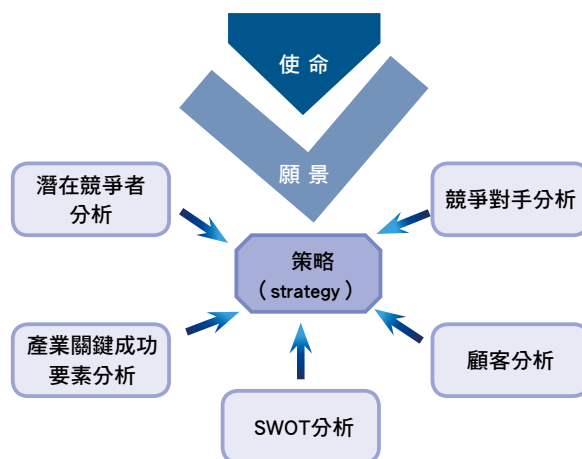 使命
願景
潛在競爭者
分析
競爭對手分析
策略
（strategy）
產業關鍵成功
要素分析
顧客分析
SWOT分析